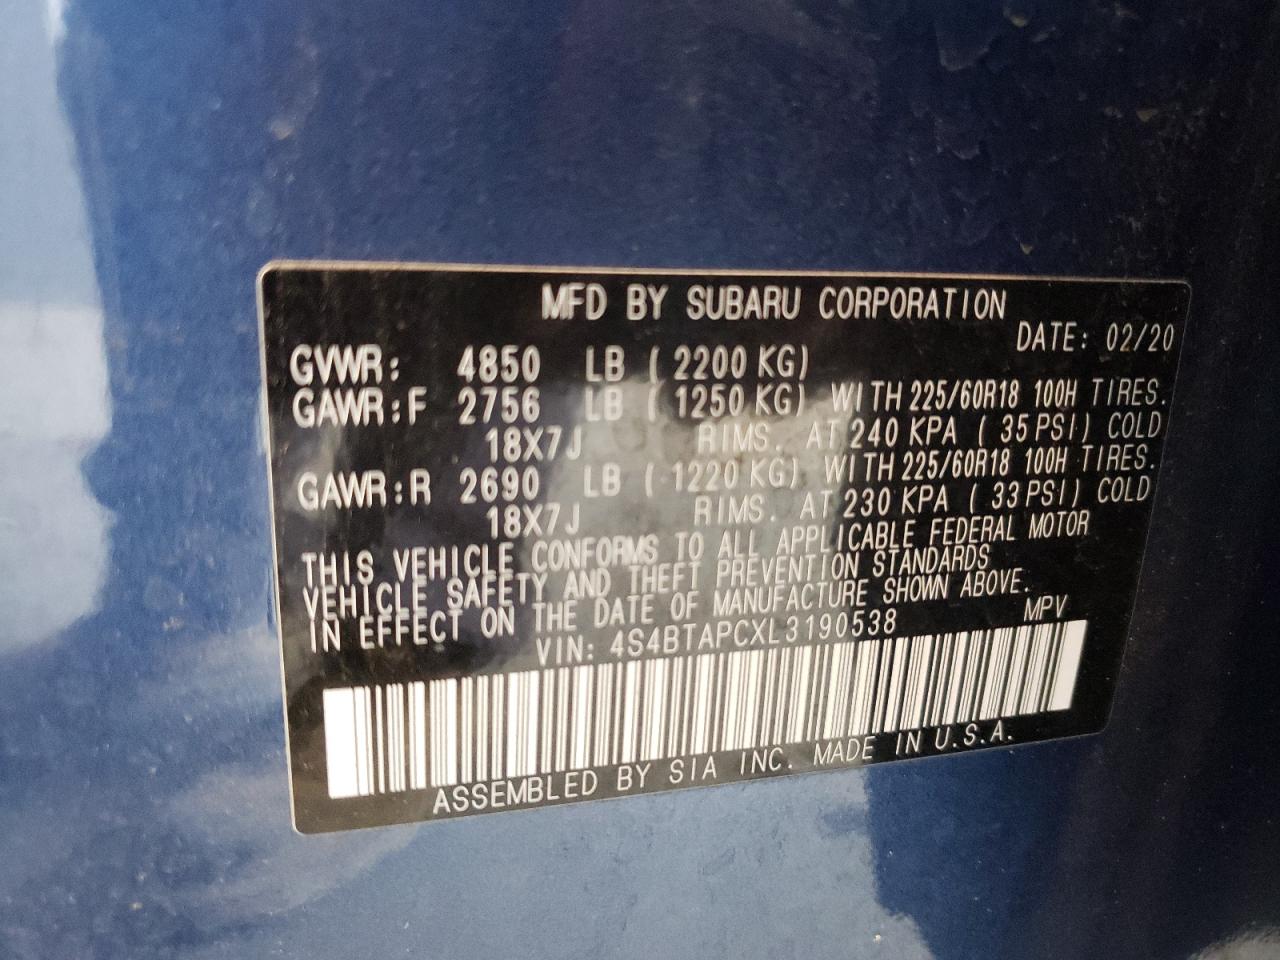 MFD BY SUBARU CORPORATION
DATE: 02/20
GVWR: 4850 LB ( 2200 KG)
GAWR:F 2756 LB ( 1250 KG) WITH 225/60R18 100H TIRES.
18X7J RIMS. AT 240 KPA ( 35 PSI) COLD
GAWR:R 2690 LB ( 1220 KG) WITH 225/60R18 100H TIRES.
18X7J RIMS. AT 230 KPA ( 33 PSI) COLD
THIS VEHICLE CONFORMS TO ALL APPLICABLE FEDERAL MOTOR
VEHICLE SAFETY AND THEFT PREVENTION STANDARDS
IN EFFECT ON THE DATE OF MANUFACTURE SHOWN ABOVE.
VIN: 4S4BTAPCXL3190538 MPV
ASSEMBLED BY SIA INC. MADE IN U.S.A.